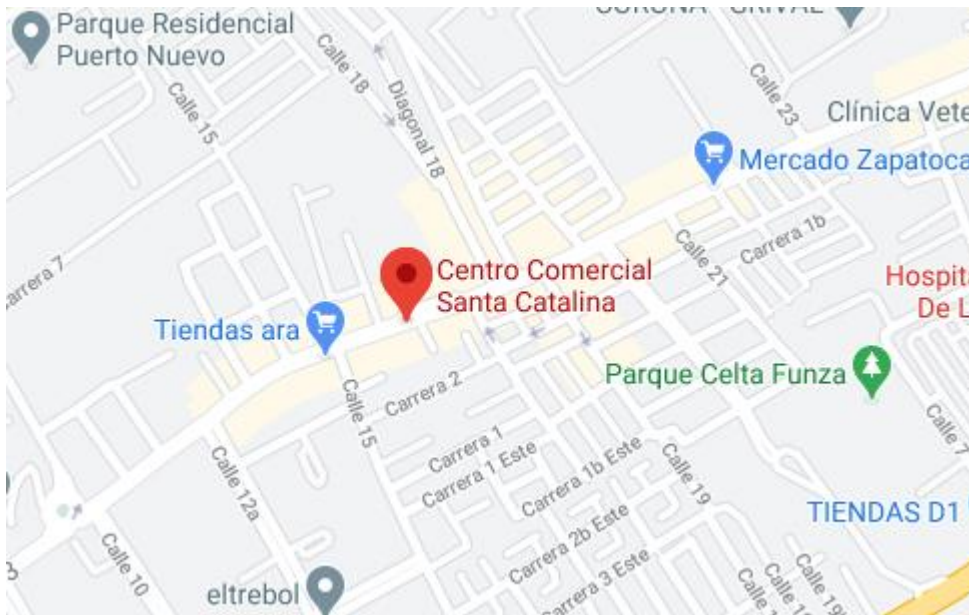 Parque Residencial
Puerto Nuevo
Calle 18
Diagonal 18
Calle 15
Calle 23
Clínica Vete
Mercado Zapatoca
Carrera 7
Carrera 1b
Calle 21
Centro Comercial
Santa Catalina
Hospit
De L
Tiendas ara
Parque Celta Funza
Carrera 2
Calle 15
Carrera 1
Carrera 1 Este
Carrera 1b Este
Calle 19
Calle 7
Calle 12a
TIENDAS D1
Carrera 2b Este
Calle 10
Carrera 3 Este
eltrebol